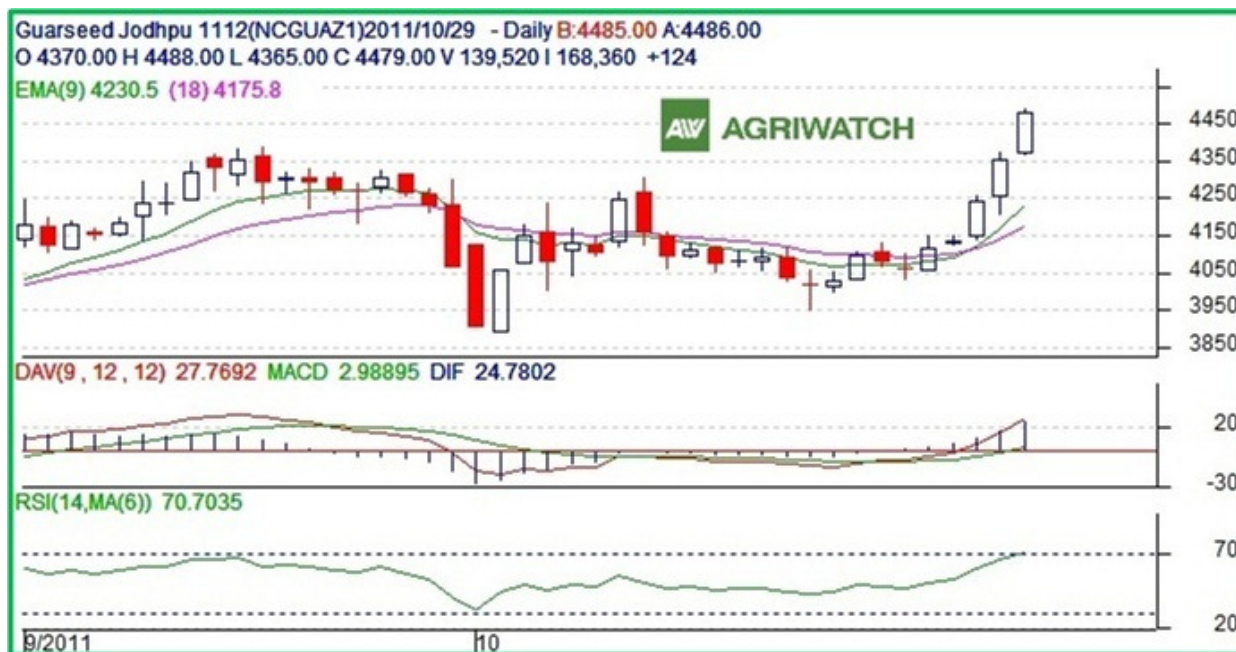 Guarseed Jodhpu 1112(NCGUAZ1)2011/10/29 - Daily B:4485.00 A:4486.00
O 4370.00 H 4488.00 L 4365.00 C 4479.00 V 139,520 I 168,360 +124
EMA(9) 4230.5 (18) 4175.8
AW AGRIWATCH
4450
4350
4250
4150
4050
3950
3850
DAV(9 , 12 , 12) 27.7692 MACD 2.98895 DIF 24.7802
20
-30
RSI(14,MA(6)) 70.7035
70
20
9/2011 10